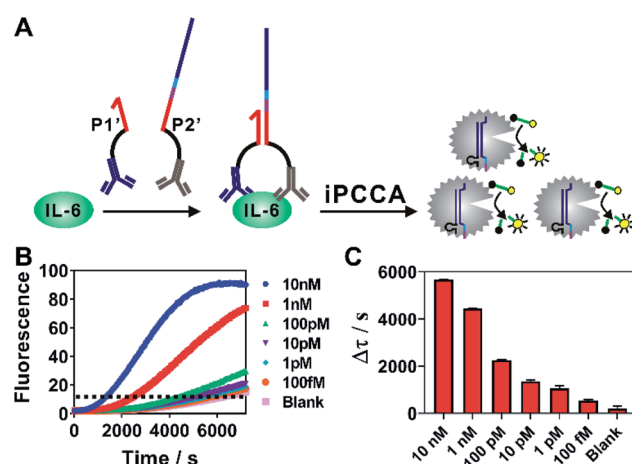 A
P1'
P2'
IL-6
IL-6
iPCCA
B
Fluorescence
100
80
60
40
20
0
0 2000 4000 6000
Time / s
10nM
1nM
100pM
10pM
1pM
100fM
Blank
C
Δτ / s
6000
4000
2000
0
10 nM
1 nM
100 pM
10 pM
1 pM
100 fM
Blank